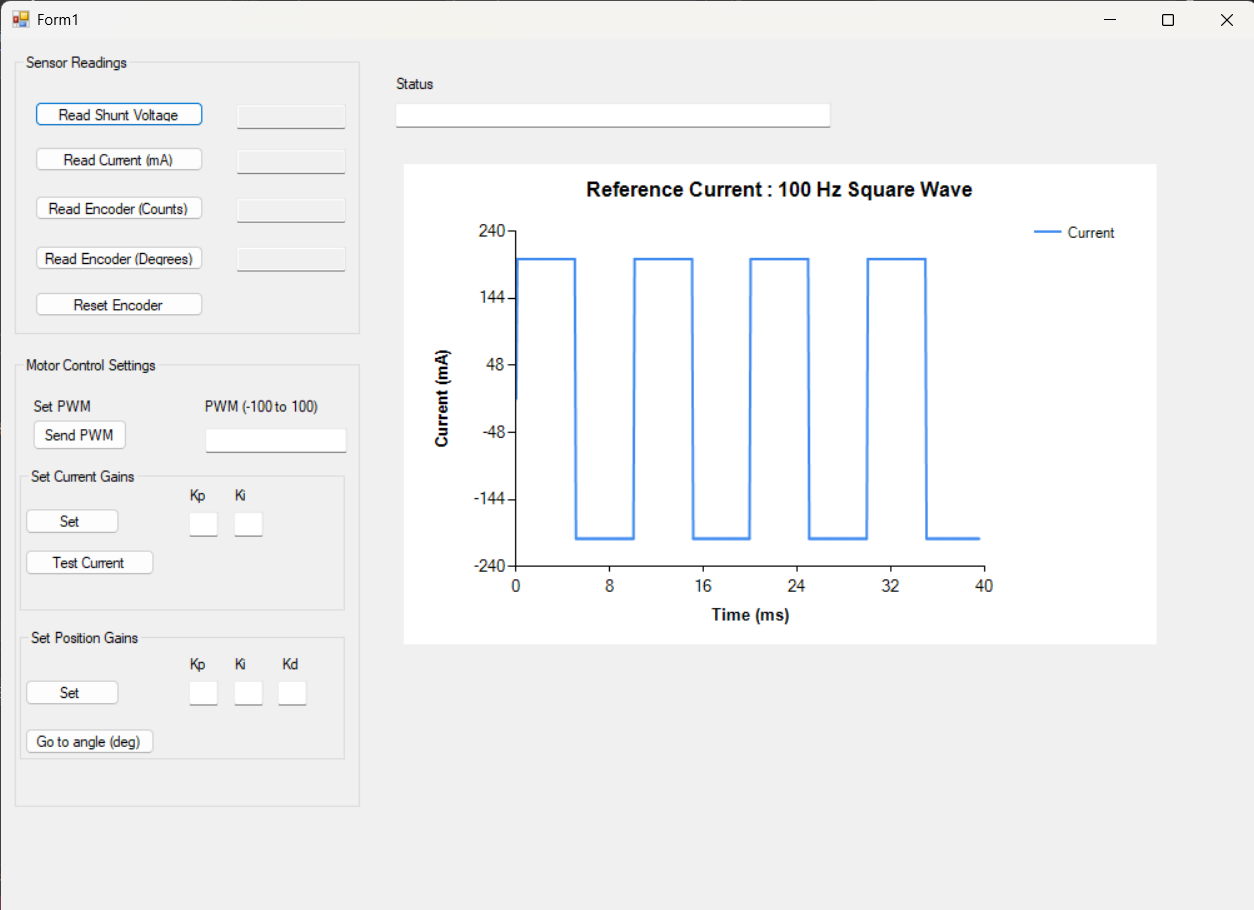 Form1
Sensor Readings
Read Shunt Voltage
Read Current (mA)
Read Encoder (Counts)
Read Encoder (Degrees)
Reset Encoder
Motor Control Settings
Set PWM
PWM (-100 to 100)
Send PWM
Set Current Gains
Kp Ki
Set
Test Current
Set Position Gains
Kp Ki Kd
Set
Go to angle (deg)
Status
Reference Current : 100 Hz Square Wave
Current
Current (mA)
240
144
48
-48
-144
-240
0 8 16 24 32 40
Time (ms)